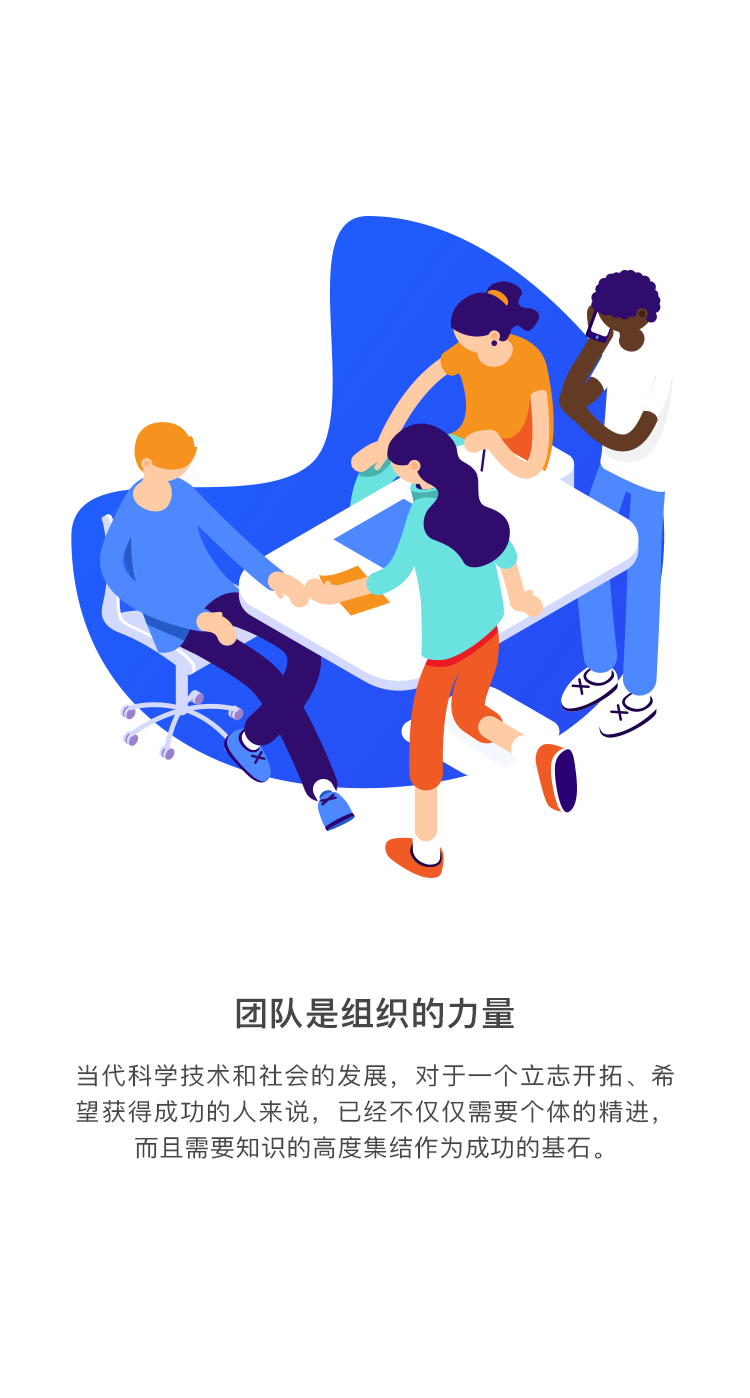 团队是组织的力量
当代科学技术和社会的发展，对于一个立志开拓、希
望获得成功的人来说，已经不仅仅需要个体的精进，
而且需要知识的高度集结作为成功的基石。